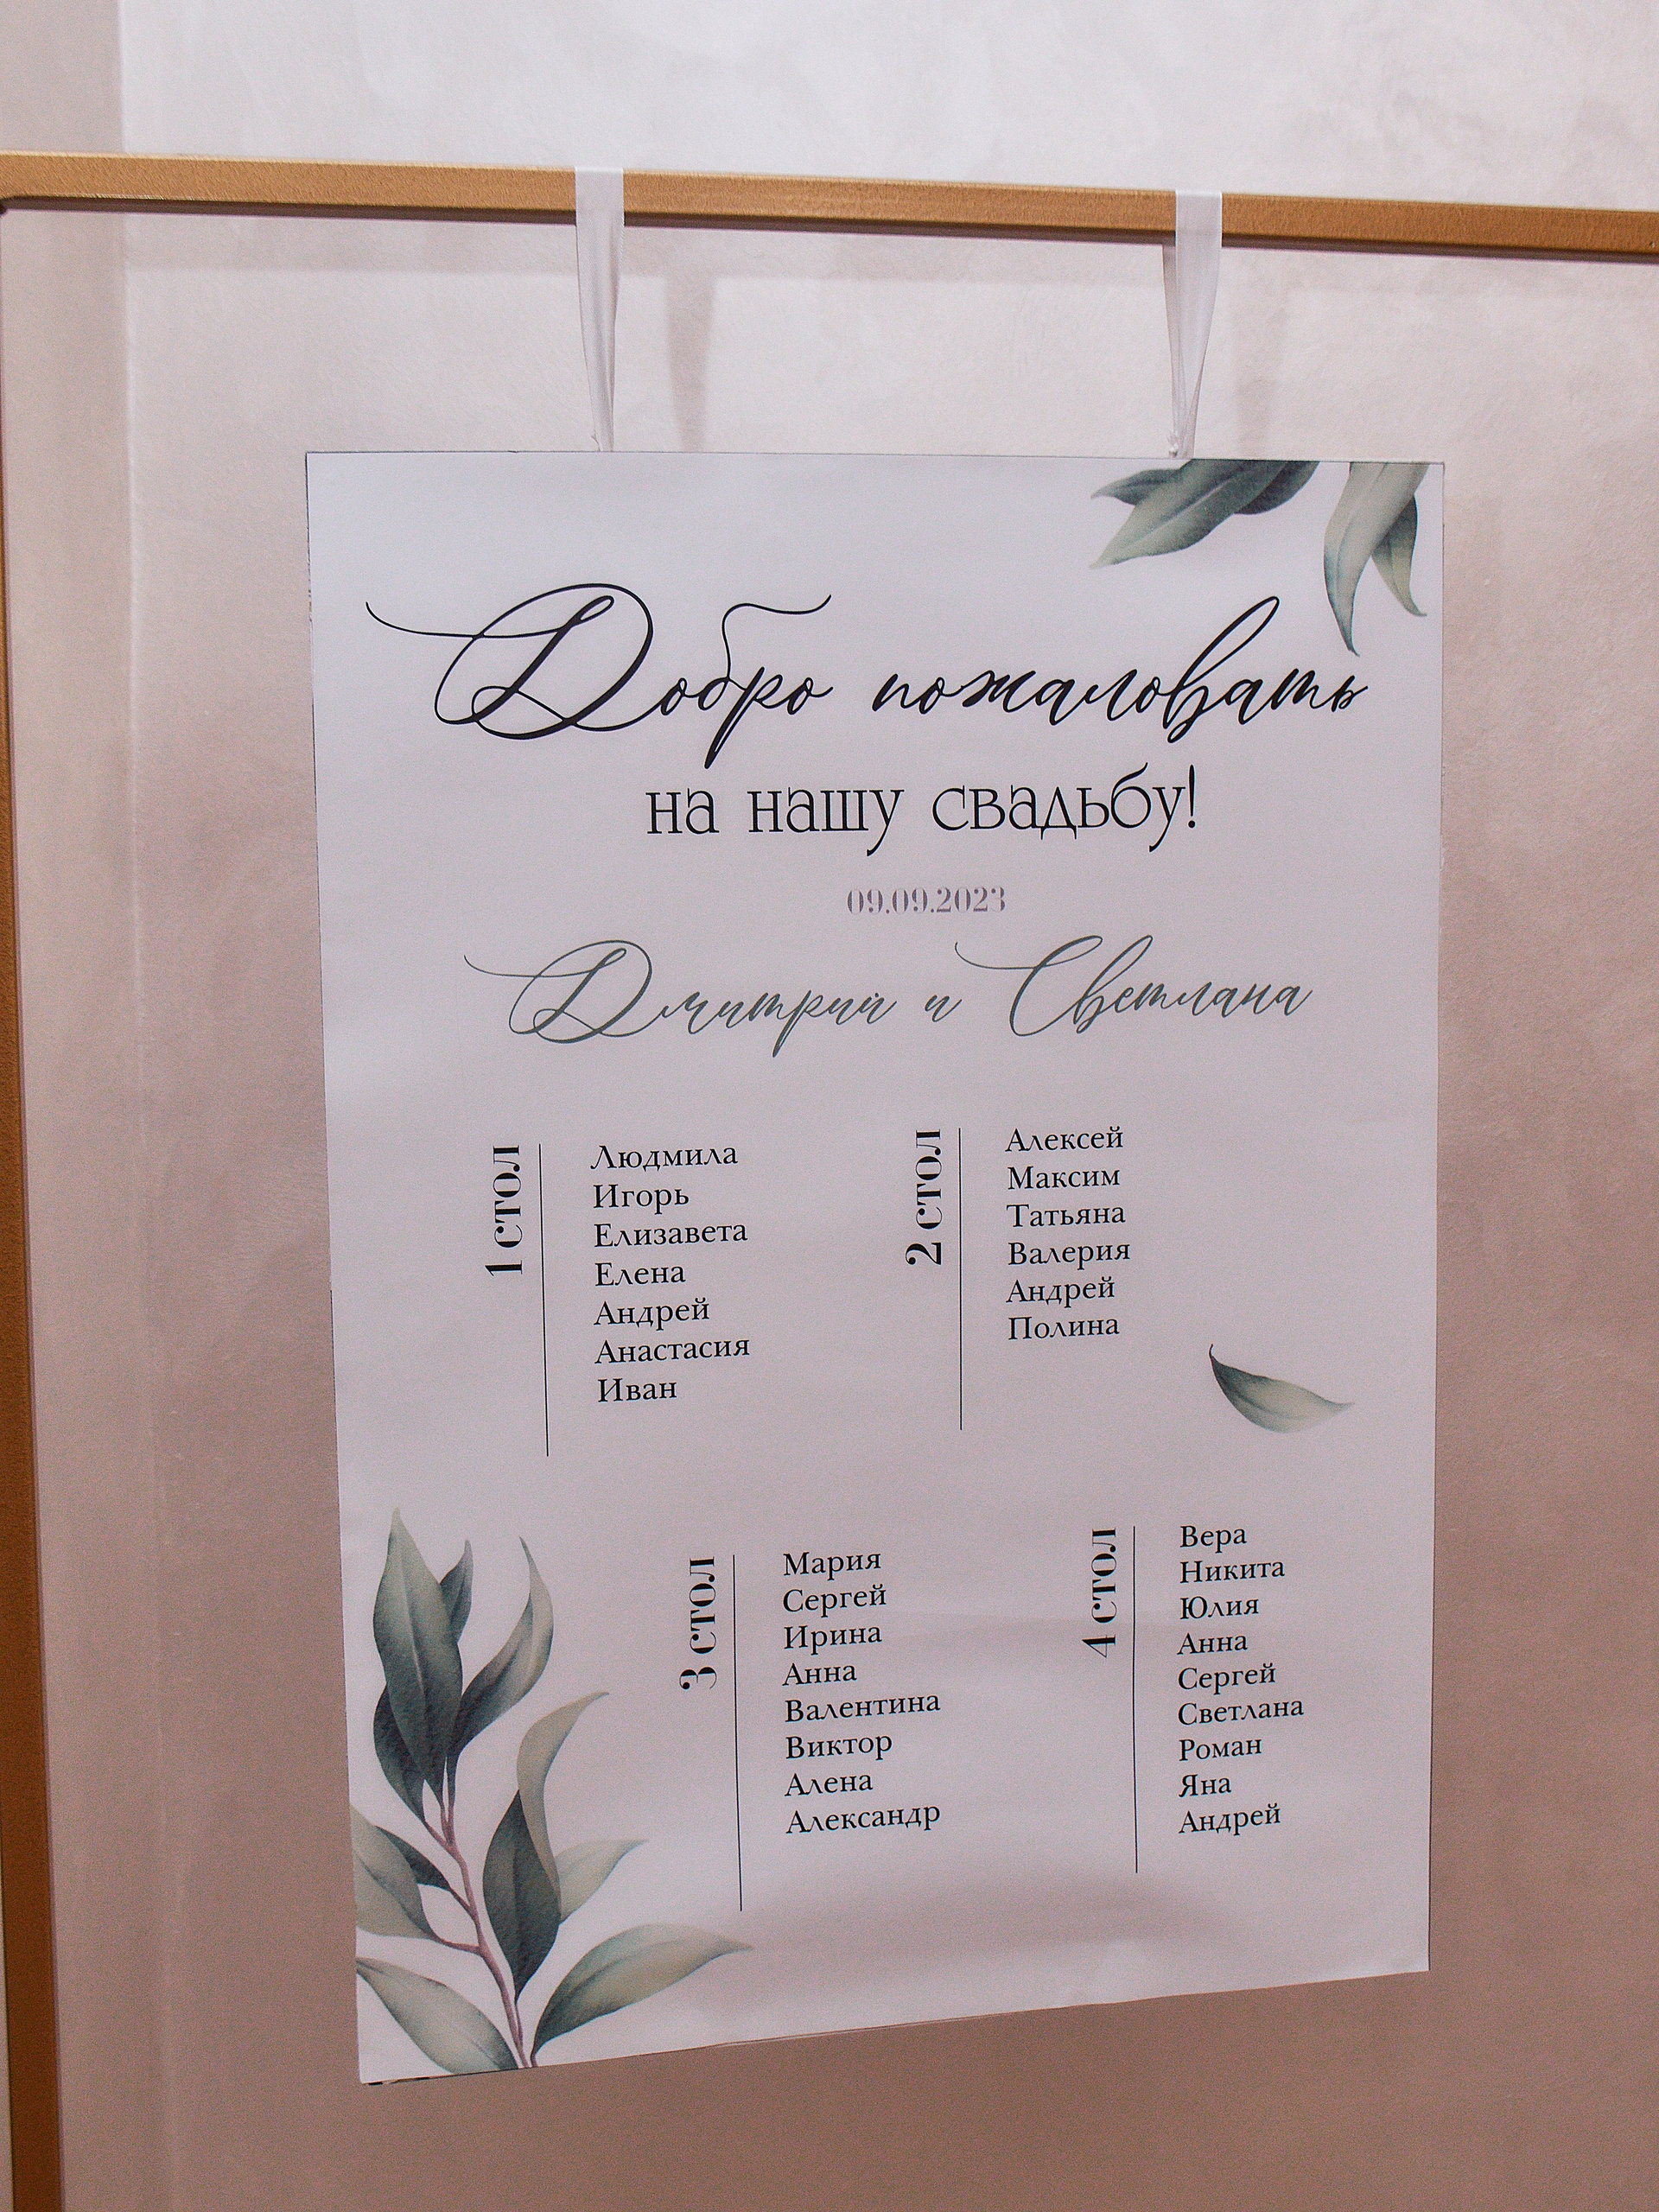 Добро пожаловать
на нашу свадьбу!
09.09.2023
Дмитрий и Светлана
1 стол
Людмила
Игорь
Елизавета
Елена
Андрей
Анастасия
Иван
2 стол
Алексей
Максим
Татьяна
Валерия
Андрей
Полина
3 стол
Мария
Сергей
Ирина
Анна
Валентина
Виктор
Алена
Александр
4 стол
Вера
Никита
Юлия
Анна
Сергей
Светлана
Роман
Яна
Андрей